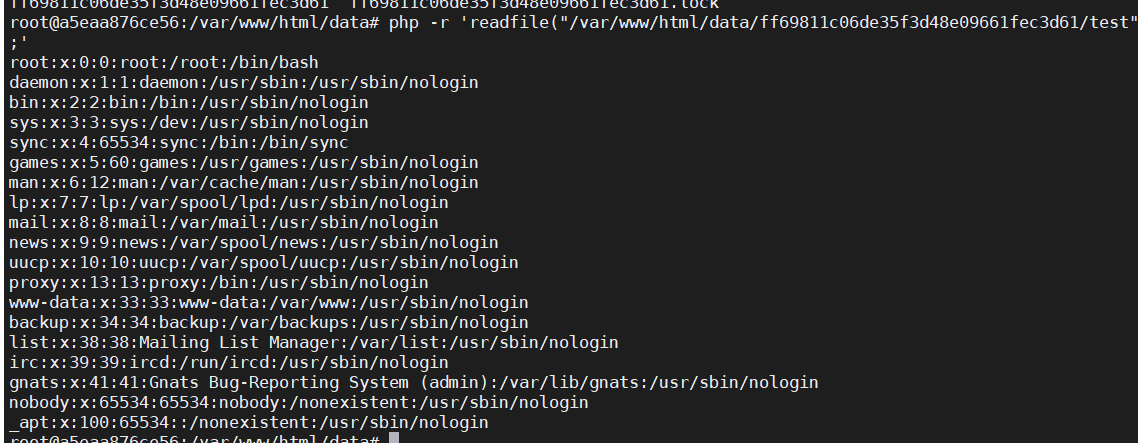 ff69811c06de35f3d48e09661fec3d61  ff69811c06de35f3d48e09661fec3d61.lock
root@a5eaa876ce56:/var/www/html/data# php -r 'readfile("/var/www/html/data/ff69811c06de35f3d48e09661fec3d61/test"
;'
root:x:0:0:root:/root:/bin/bash
daemon:x:1:1:daemon:/usr/sbin:/usr/sbin/nologin
bin:x:2:2:bin:/bin:/usr/sbin/nologin
sys:x:3:3:sys:/dev:/usr/sbin/nologin
sync:x:4:65534:sync:/bin:/bin/sync
games:x:5:60:games:/usr/games:/usr/sbin/nologin
man:x:6:12:man:/var/cache/man:/usr/sbin/nologin
lp:x:7:7:lp:/var/spool/lpd:/usr/sbin/nologin
mail:x:8:8:mail:/var/mail:/usr/sbin/nologin
news:x:9:9:news:/var/spool/news:/usr/sbin/nologin
uucp:x:10:10:uucp:/var/spool/uucp:/usr/sbin/nologin
proxy:x:13:13:proxy:/bin:/usr/sbin/nologin
www-data:x:33:33:www-data:/var/www:/usr/sbin/nologin
backup:x:34:34:backup:/var/backups:/usr/sbin/nologin
list:x:38:38:Mailing List Manager:/var/list:/usr/sbin/nologin
irc:x:39:39:ircd:/run/ircd:/usr/sbin/nologin
gnats:x:41:41:Gnats Bug-Reporting System (admin):/var/lib/gnats:/usr/sbin/nologin
nobody:x:65534:65534:nobody:/nonexistent:/usr/sbin/nologin
_apt:x:100:65534::/nonexistent:/usr/sbin/nologin
root@a5eaa876ce56:/var/www/html/data#